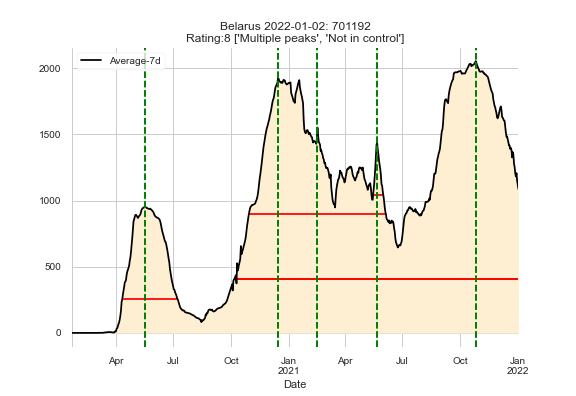 Belarus 2022-01-02: 701192
Rating:8 ['Multiple peaks', 'Not in control']
Average-7d
2000
1500
1000
500
0
Apr Jul Oct Jan Apr Jul Oct Jan
2021 2022
Date